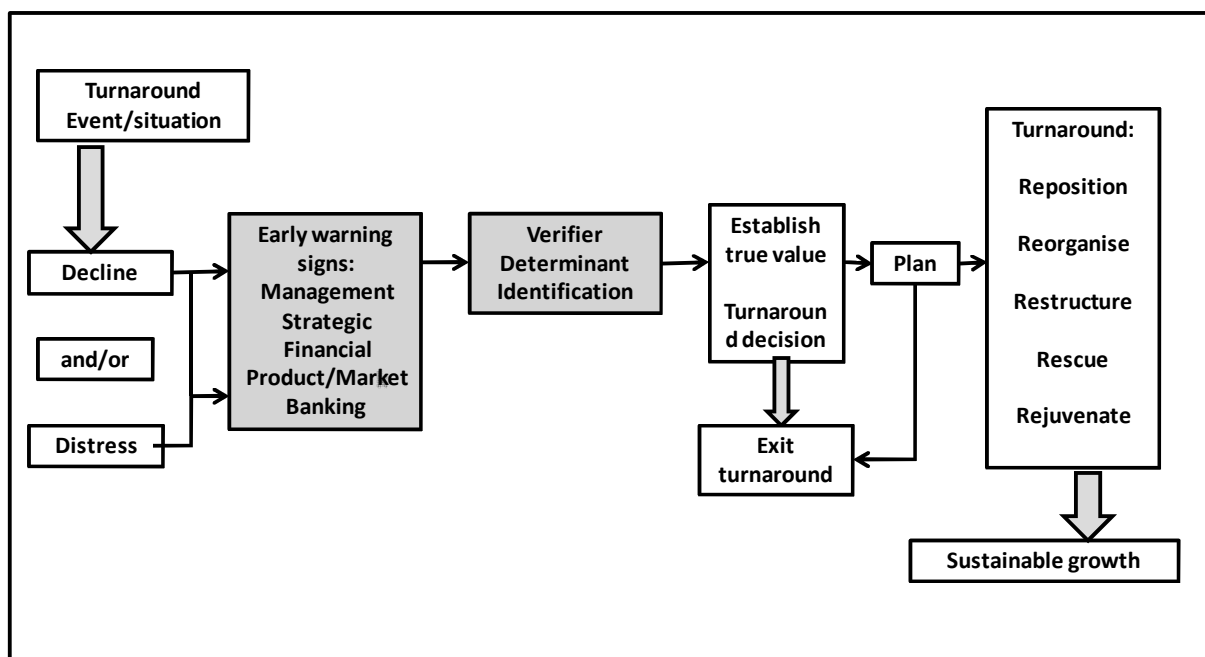 Turnaround
Event/situation
Decline
and/or
Distress
Early warning
signs:
Management
Strategic
Financial
Product/Market
Banking
Verifier
Determinant
Identification
Establish
true value
Turnaroun
d decision
Exit
turnaround
Plan
Turnaround:
Reposition
Reorganise
Restructure
Rescue
Rejuvenate
Sustainable growth